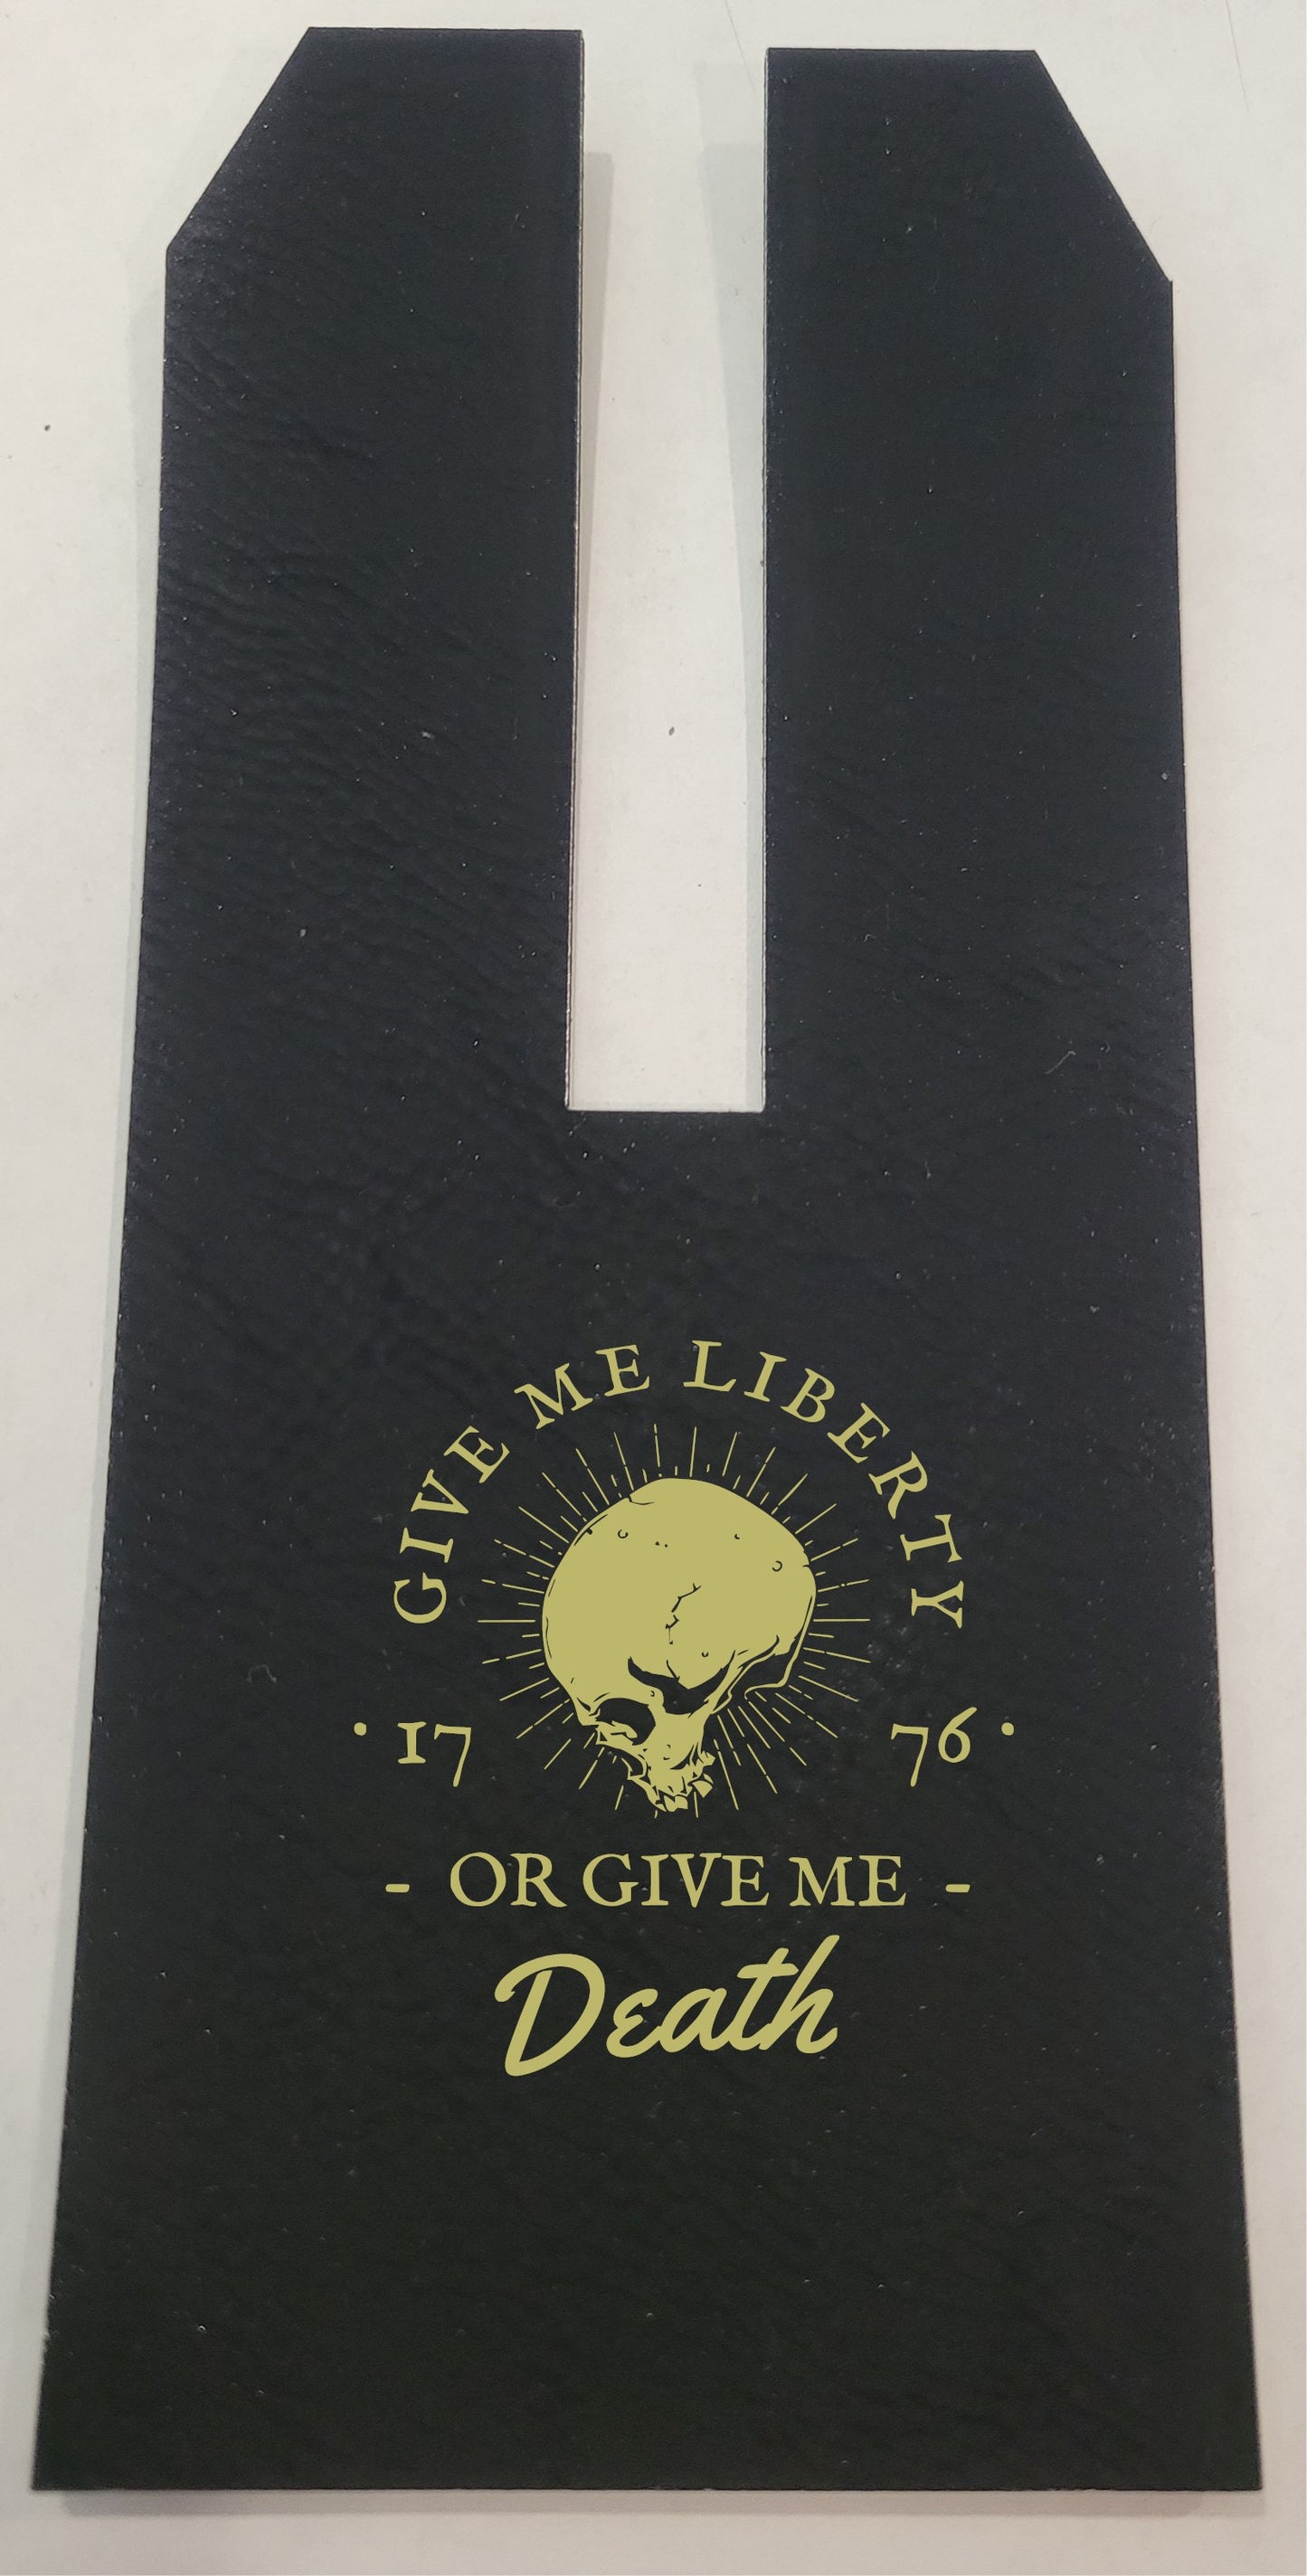 GIVE ME LIBERTY
· 17 76 ·
- OR GIVE ME -
Death